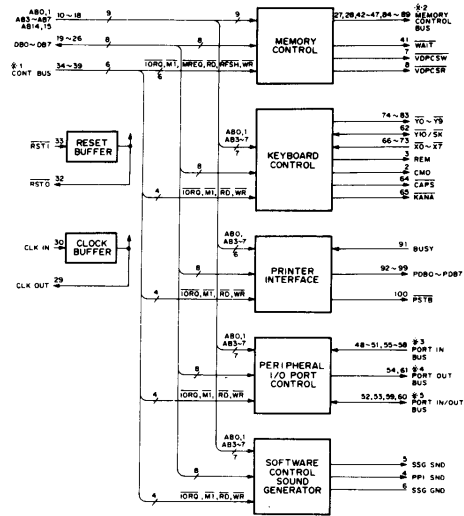 AB0,1
AB3~AB7
AB14,15
10~18
9
9
DB0~DB7
19~26
8
※1
CONT BUS
34~39
6
IORQ, M1, MREQ, RD, RFSH, WR
6
MEMORY
CONTROL
※2
27,28,42~47,84~89
MEMORY
CONTROL
BUS
41
WAIT
7
VDPCSW
8
VDPCSR
RSTI
33
RESET
BUFFER
32
RSTO
AB0,1
AB3~7
7
8
4
IORQ, M1, RD, WR
KEYBOARD
CONTROL
74~83
Y0~Y9
62
Y10/SK
66~73
X0~X7
3
REM
2
CMD
64
CAPS
65
KANA
CLK IN
30
CLOCK
BUFFER
29
CLK OUT
AB0,
AB3~7
6
8
4
IORQ, M1, RD, WR
PRINTER
INTERFACE
91
BUSY
92~99
PDB0~PDB7
100
PSTB
AB0,1
AB3~7
7
8
4
IORQ, M1, RD, WR
PERIPHERAL
I/O PORT
CONTROL
48~51,55~58
※3
PORT IN
BUS
54,61
※4
PORT OUT
BUS
52,53,59,60
※5
PORT IN/OUT
BUS
AB0,1
AB3~7
7
8
4
IORQ, M1, RD, WR
SOFTWARE
CONTROL
SOUND
GENERATOR
5
SSG SND
4
PPI SND
6
SSG GND